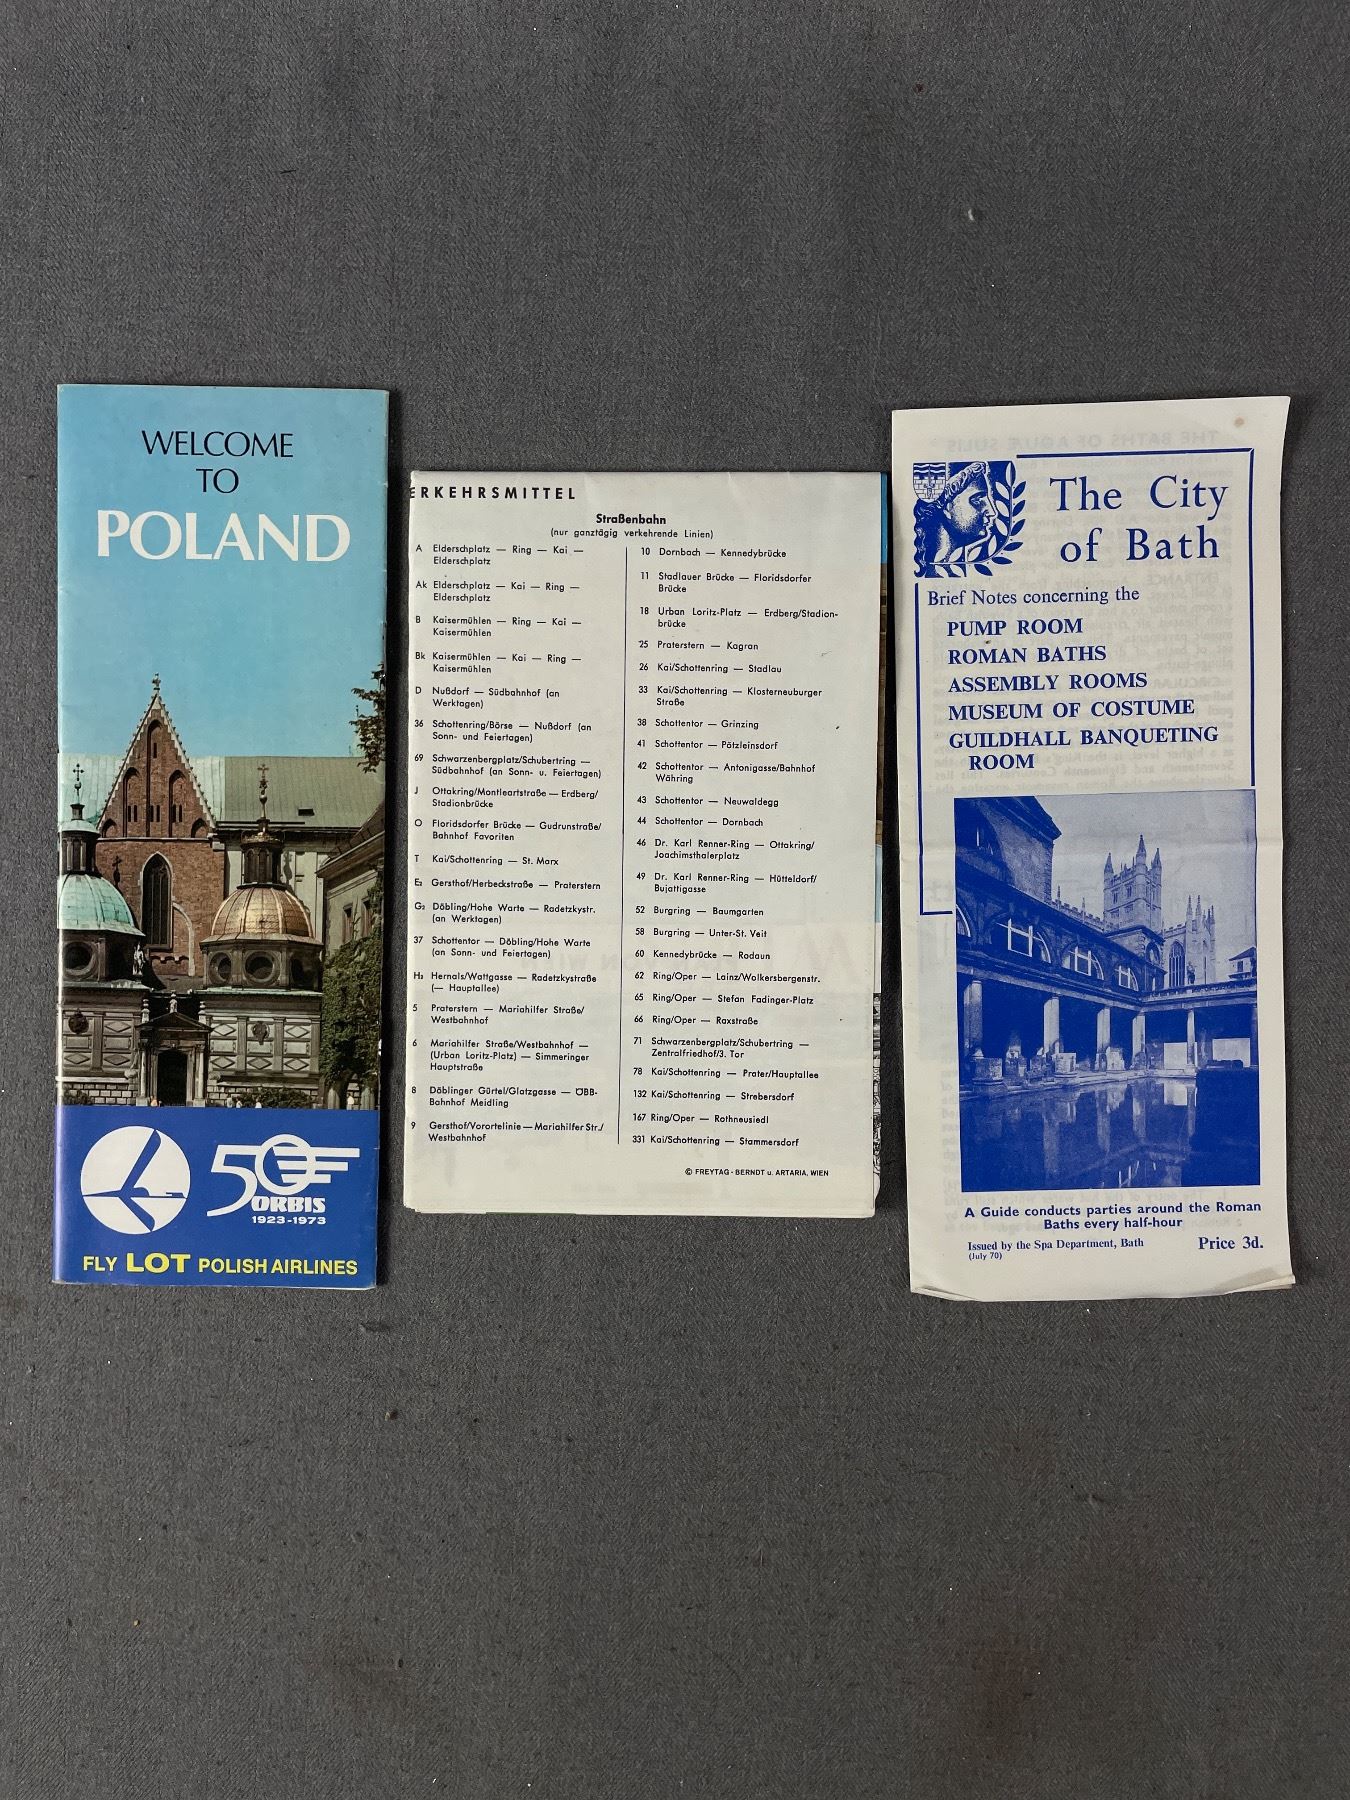 WELCOME
TO
POLAND
50
ORBIS
1923-1973
FLY LOT POLISH AIRLINES
ERKEHRSMITTEL
Straßenbahn
(nur ganztägig verkehrende Linien)
A Elderschplatz — Ring — Kai —
Elderschplatz
Ak Elderschplatz — Kai — Ring —
Elderschplatz
B Kaisermühlen — Ring — Kai —
Kaisermühlen
Bk Kaisermühlen — Kai — Ring —
Kaisermühlen
D Nußdorf — Südbahnhof (an
Werktagen)
36 Schottenring/Börse — Nußdorf (an
Sonn- und Feiertagen)
69 Schwarzenbergplatz/Schubertring —
Südbahnhof (an Sonn- u. Feiertagen)
J Ottakring/Montleartstraße — Erdberg/
Stadionbrücke
O Floridsdorfer Brücke — Gudrunstraße/
Bahnhof Favoriten
T Kai/Schottenring — St. Marx
E₂ Gersthof/Herbeckstraße — Praterstern
G₂ Döbling/Hohe Warte — Radetzkystr.
(an Werktagen)
37 Schottentor — Döbling/Hohe Warte
(an Sonn- und Feiertagen)
H₂ Hernals/Wattgasse — Radetzkystraße
(— Hauptallee)
5 Praterstern — Mariahilfer Straße/
Westbahnhof
6 Mariahilfer Straße/Westbahnhof —
(Urban Loritz-Platz) — Simmeringer
Hauptstraße
8 Döblinger Gürtel/Glatzgasse — ÖBB-
Bahnhof Meidling
9 Gersthof/Vorortelinie — Mariahilfer Str./
Westbahnhof
10 Dornbach — Kennedybrücke
11 Stadlauer Brücke — Floridsdorfer
Brücke
18 Urban Loritz-Platz — Erdberg/Stadion-
brücke
25 Praterstern — Kagran
26 Kai/Schottenring — Stadlau
33 Kai/Schottenring — Klosterneuburger
Straße
38 Schottentor — Grinzing
41 Schottentor — Pötzleinsdorf
42 Schottentor — Antonigasse/Bahnhof
Währing
43 Schottentor — Neuwaldegg
44 Schottentor — Dornbach
46 Dr. Karl Renner-Ring — Ottakring/
Joachimsthalerplatz
49 Dr. Karl Renner-Ring — Hütteldorf/
Bujattigasse
52 Burgring — Baumgarten
58 Burgring — Unter-St. Veit
60 Kennedybrücke — Rodaun
62 Ring/Oper — Lainz/Wolkersbergenstr.
65 Ring/Oper — Stefan Fadinger-Platz
66 Ring/Oper — Raxstraße
71 Schwarzenbergplatz/Schubertring —
Zentralfriedhof/3. Tor
78 Kai/Schottenring — Prater/Hauptallee
132 Kai/Schottenring — Strebersdorf
167 Ring/Oper — Rothneusiedl
331 Kai/Schottenring — Stammersdorf
© FREYTAG - BERNDT u. ARTARIA, WIEN
The City
of Bath
Brief Notes concerning the
PUMP ROOM
ROMAN BATHS
ASSEMBLY ROOMS
MUSEUM OF COSTUME
GUILDHALL BANQUETING
ROOM
A Guide conducts parties around the Roman
Baths every half-hour
Issued by the Spa Department, Bath
(July 70)
Price 3d.